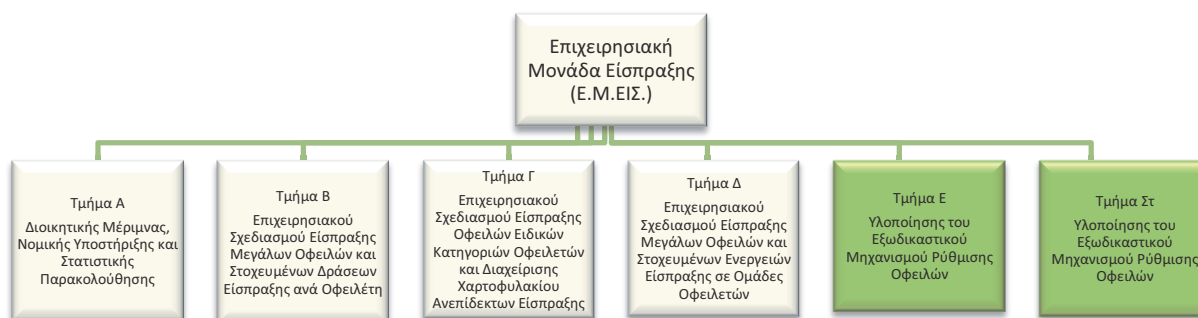 Επιχειρησιακή
Μονάδα Είσπραξης
(Ε.Μ.ΕΙΣ.)
Τμήμα Α
Διοικητικής Μέριμνας,
Νομικής Υποστήριξης και
Στατιστικής
Παρακολούθησης
Τμήμα Β
Επιχειρησιακού
Σχεδιασμού Είσπραξης
Μεγάλων Οφειλών και
Στοχευμένων Δράσεων
Είσπραξης ανά Οφειλέτη
Τμήμα Γ
Επιχειρησιακού
Σχεδιασμού Είσπραξης
Οφειλών Ειδικών
Κατηγοριών Οφειλετών
και Διαχείρισης
Χαρτοφυλακίου
Ανεπίδεκτων Είσπραξης
Τμήμα Δ
Επιχειρησιακού
Σχεδιασμού Είσπραξης
Μεγάλων Οφειλών και
Στοχευμένων Ενεργειών
Είσπραξης σε Ομάδες
Οφειλετών
Τμήμα Ε
Υλοποίησης του
Εξωδικαστικού
Μηχανισμού Ρύθμισης
Οφειλών
Τμήμα Στ
Υλοποίησης του
Εξωδικαστικού
Μηχανισμού Ρύθμισης
Οφειλών